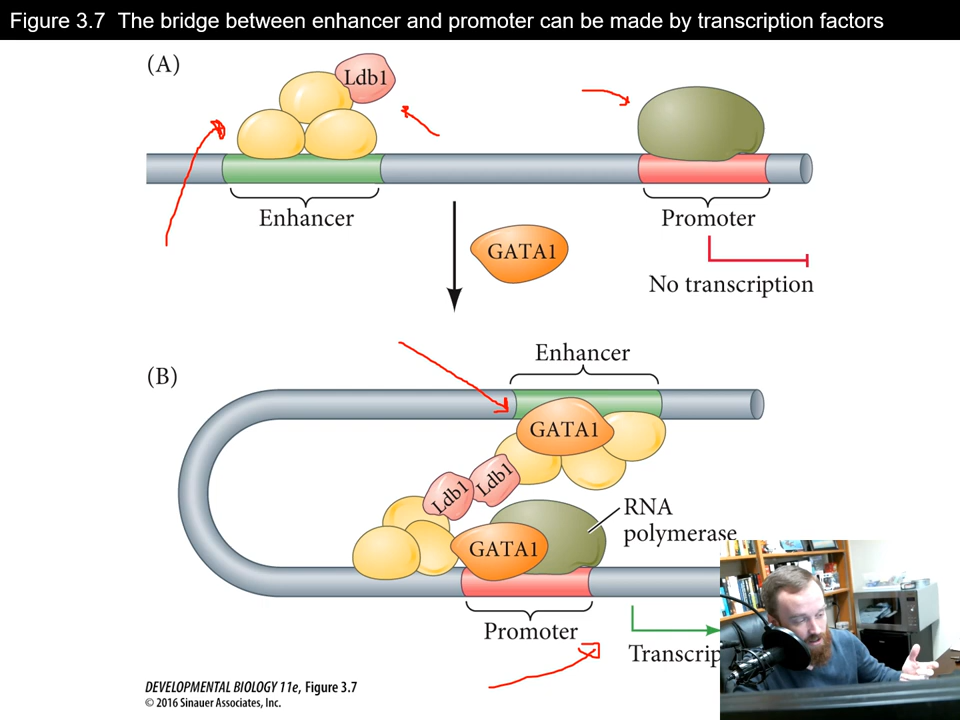 Figure 3.7 The bridge between enhancer and promoter can be made by transcription factors
(A)
Ldb1
Enhancer
Promoter
GATA1
No transcription
(B)
Enhancer
GATA1
Ldb1
Ldb1
RNA
polymerase
GATA1
Promoter
Transcrip
DEVELOPMENTAL BIOLOGY 11e, Figure 3.7
© 2016 Sinauer Associates, Inc.